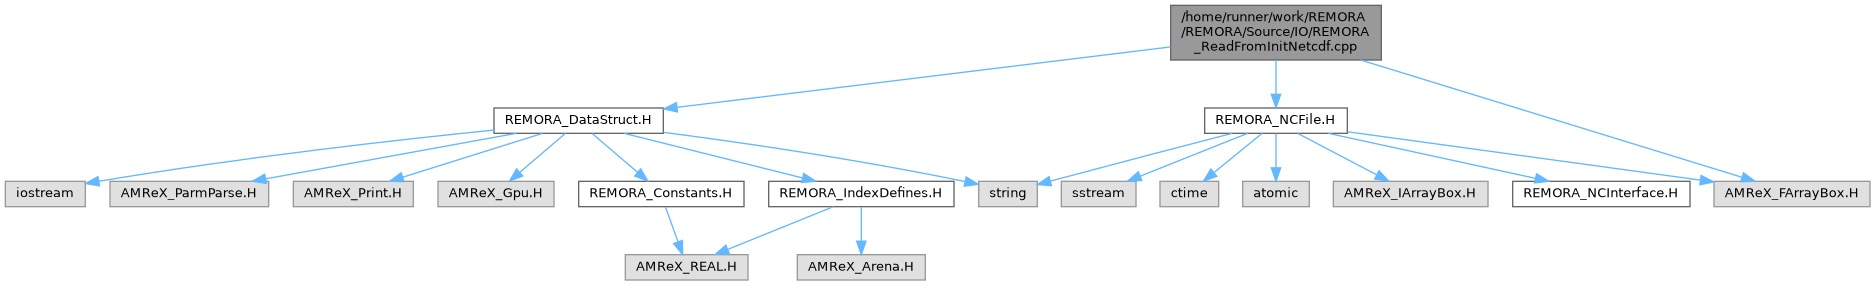 /home/runner/work/REMORA
/REMORA/Source/IO/REMORA
_ReadFromInitNetcdf.cpp
REMORA_DataStruct.H
REMORA_NCFile.H
iostream
AMReX_ParmParse.H
AMReX_Print.H
AMReX_Gpu.H
REMORA_Constants.H
REMORA_IndexDefines.H
string
sstream
ctime
atomic
AMReX_IArrayBox.H
REMORA_NCInterface.H
AMReX_FArrayBox.H
AMReX_REAL.H
AMReX_Arena.H